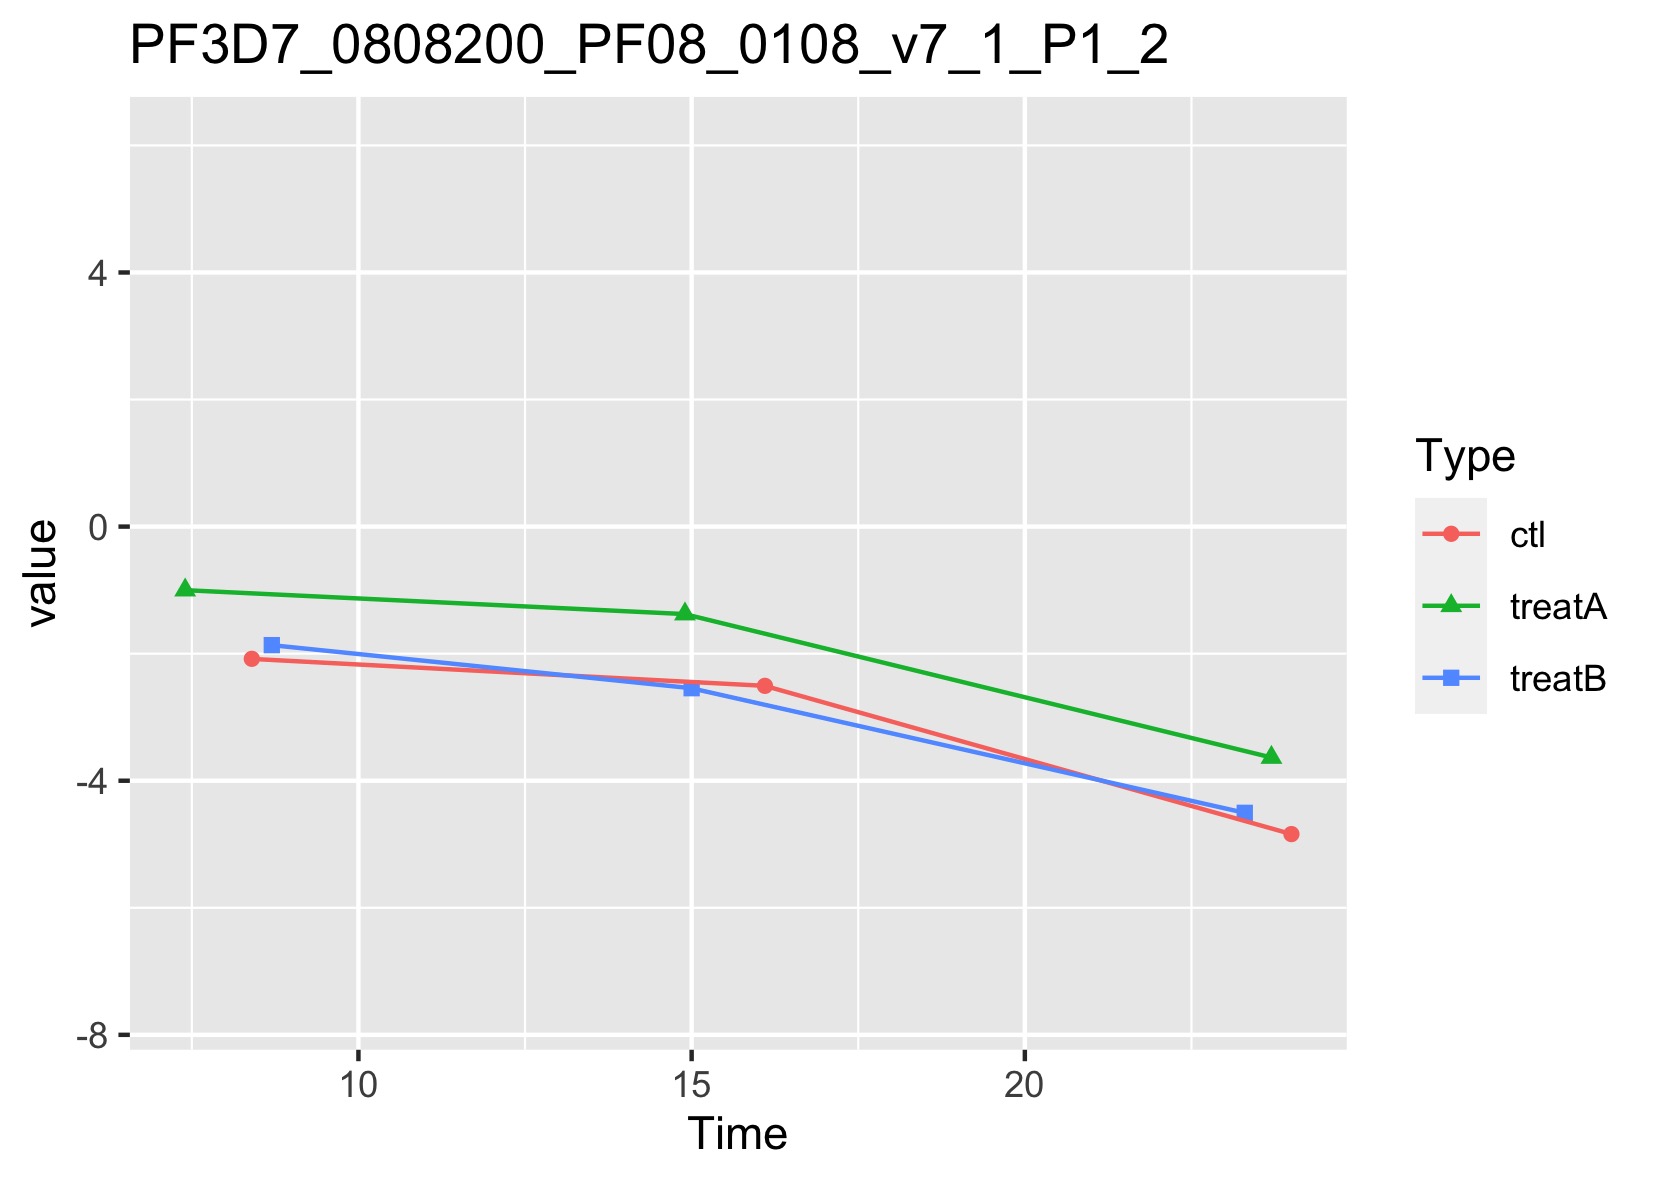 PF3D7_0808200_PF08_0108_v7_1_P1_2
4
0
-4
-8
value
10 15 20
Time
Type
ctl
treatA
treatB